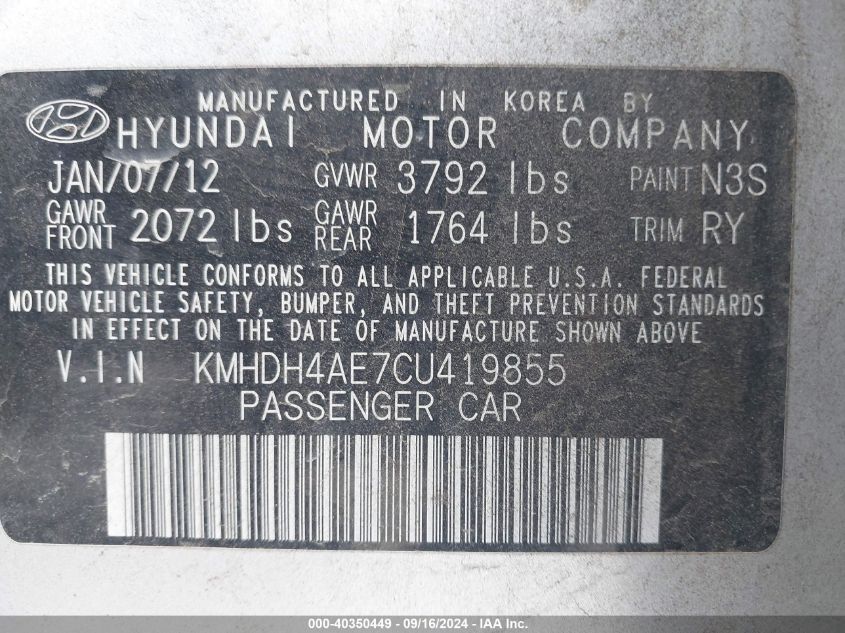 MANUFACTURED IN KOREA BY
HYUNDAI MOTOR COMPANY
JAN/07/12 GVWR 3792 lbs PAINT N3S
GAWR FRONT 2072 lbs GAWR REAR 1764 lbs TRIM RY
THIS VEHICLE CONFORMS TO ALL APPLICABLE U.S.A. FEDERAL
MOTOR VEHICLE SAFETY, BUMPER, AND THEFT PREVENTION STANDARDS
IN EFFECT ON THE DATE OF MANUFACTURE SHOWN ABOVE
V.I.N KMHDH4AE7CU419855
PASSENGER CAR
000-40350449 - 09/16/2024 - IAA Inc.